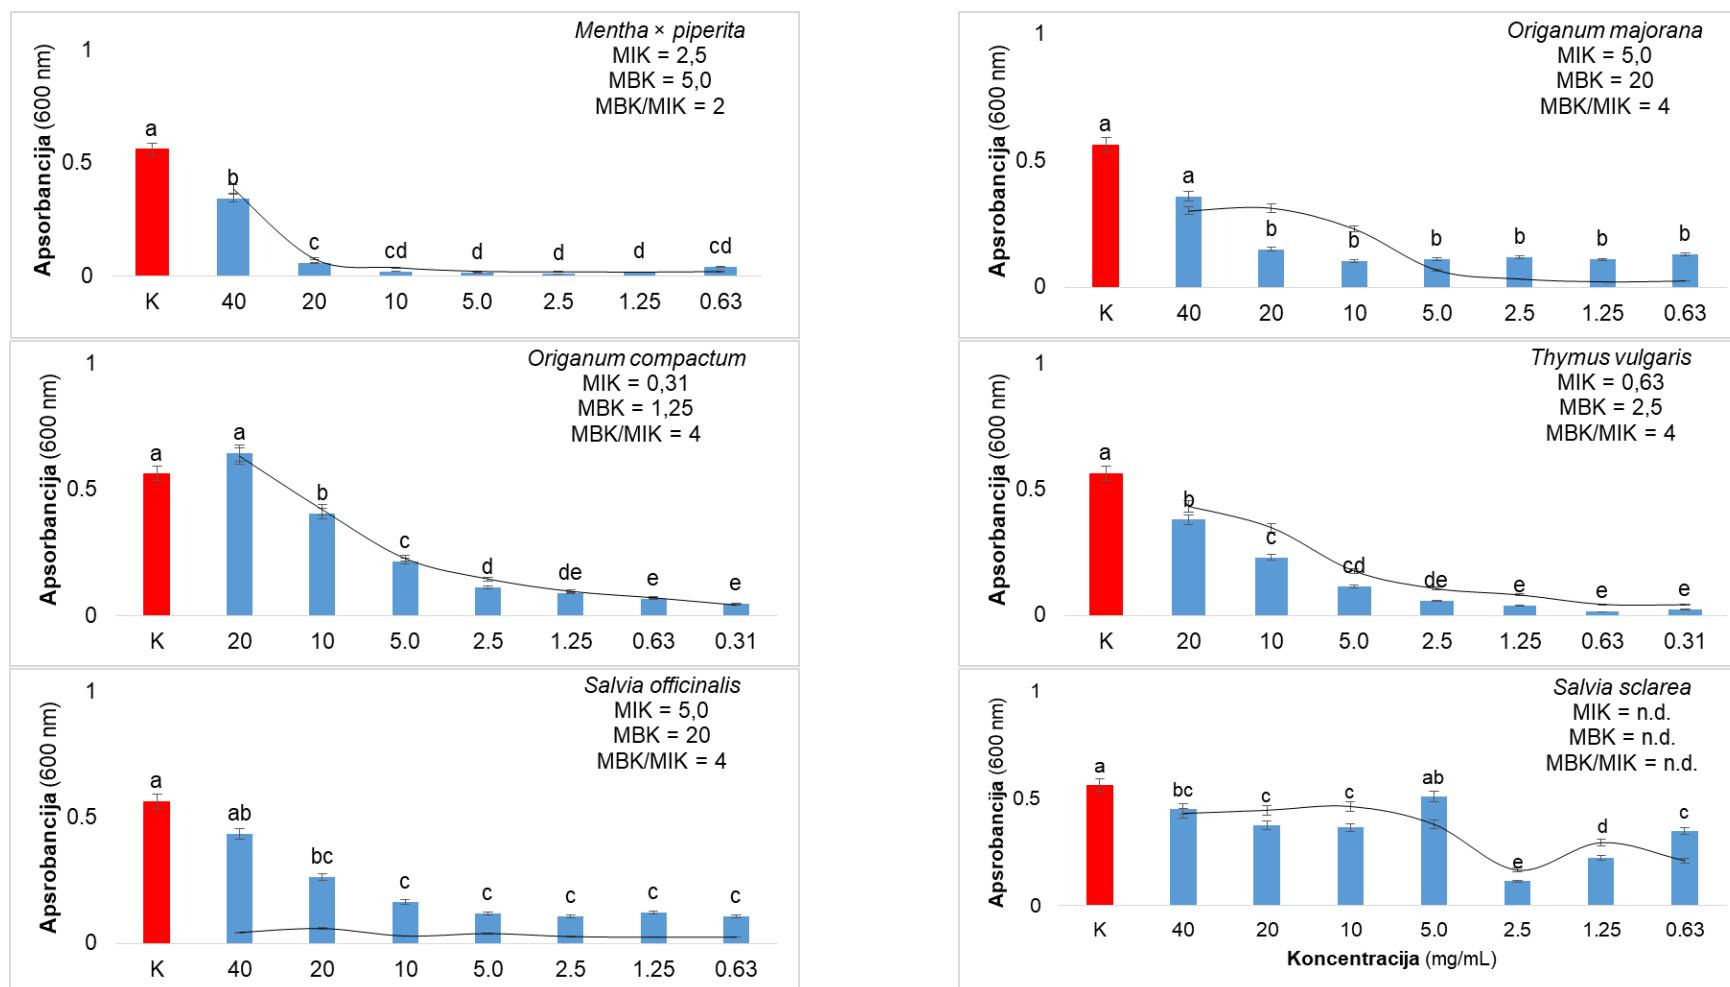 Mentha × piperita
MIK = 2,5
MBK = 5,0
MBK/MIK = 2
Apsorbancija (600 nm)
1
0.5
0
a
b
c
cd
d
d
d
cd
K 40 20 10 5.0 2.5 1.25 0.63
Origanum majorana
MIK = 5,0
MBK = 20
MBK/MIK = 4
Apsrobancija (600 nm)
1
0.5
0
a
a
b
b
b
b
b
b
K 40 20 10 5.0 2.5 1.25 0.63
Origanum compactum
MIK = 0,31
MBK = 1,25
MBK/MIK = 4
Apsorbancija (600 nm)
1
0.5
0
a
a
b
c
d
de
e
e
K 20 10 5.0 2.5 1.25 0.63 0.31
Thymus vulgaris
MIK = 0,63
MBK = 2,5
MBK/MIK = 4
Apsrobancija (600 nm)
1
0.5
0
a
b
c
cd
de
e
e
e
K 20 10 5.0 2.5 1.25 0.63 0.31
Salvia officinalis
MIK = 5,0
MBK = 20
MBK/MIK = 4
Apsrobancija (600 nm)
1
0.5
0
a
ab
bc
c
c
c
c
c
K 40 20 10 5.0 2.5 1.25 0.63
Salvia sclarea
MIK = n.d.
MBK = n.d.
MBK/MIK = n.d.
Apsrobancija (600 nm)
1
0.5
0
a
bc
c
c
ab
e
d
c
K 40 20 10 5.0 2.5 1.25 0.63
Koncentracija (mg/mL)